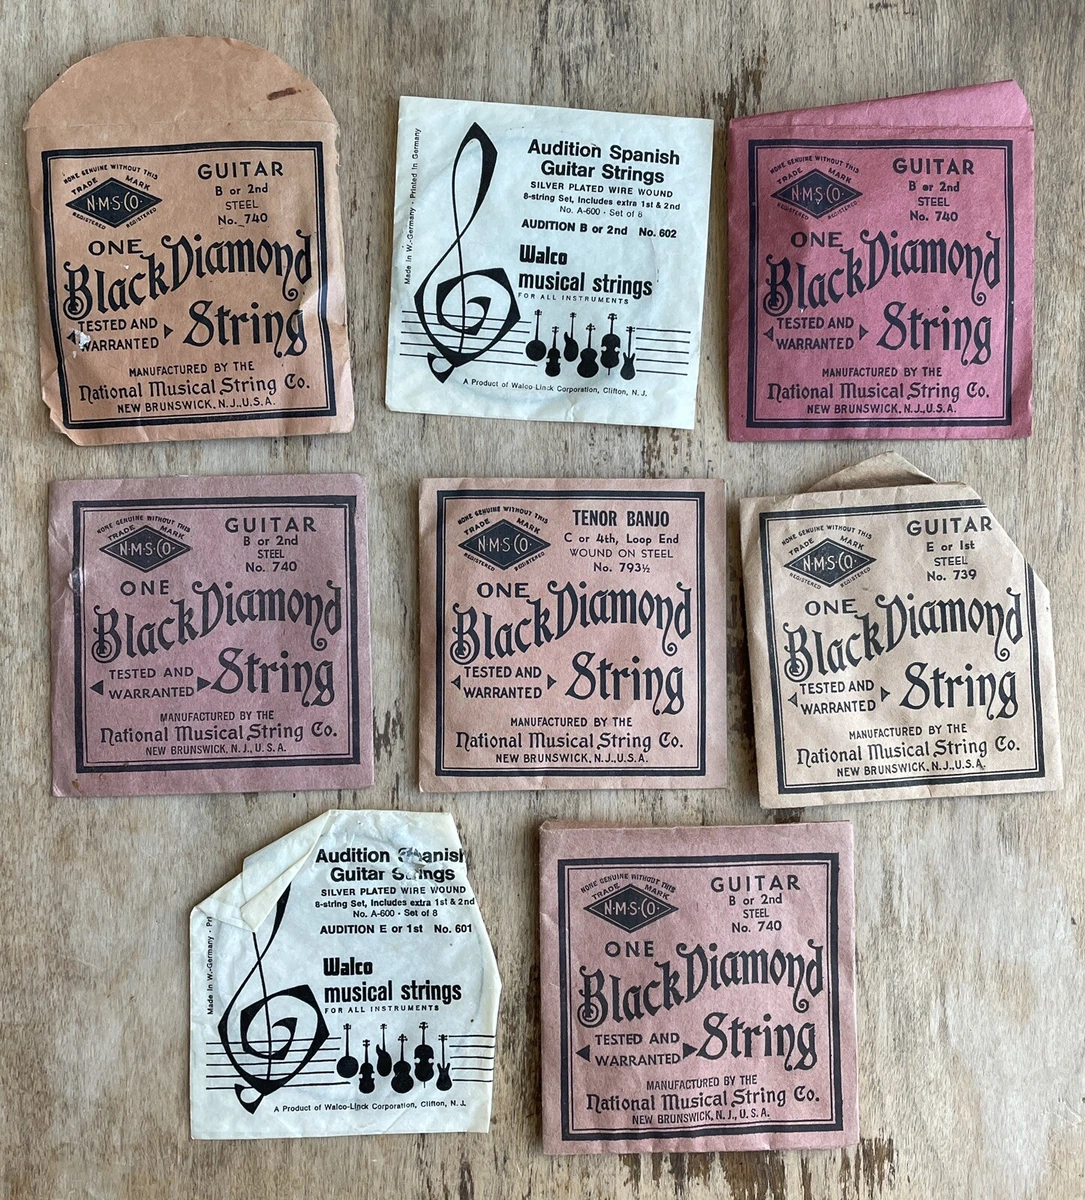 NONE GENUINE WITHOUT THIS
TRADE MARK
N·M·S·CO·
REGISTERED REGISTERED
GUITAR
B or 2nd
STEEL
No. 740
ONE
Black Diamond
TESTED AND
WARRANTED
String
MANUFACTURED BY THE
National Musical String Co.
NEW BRUNSWICK, N.J., U.S.A.
Made in W.-Germany · Printed in Germany
Audition Spanish
Guitar Strings
SILVER PLATED WIRE WOUND
8-string Set, Includes extra 1st & 2nd
No. A-600 · Set of 8
AUDITION B or 2nd No. 602
Walco
musical strings
FOR ALL INSTRUMENTS
A Product of Walco-Linck Corporation, Clifton, N. J.
NONE GENUINE WITHOUT THIS
TRADE MARK
N·M·S·CO·
REGISTERED REGISTERED
GUITAR
B or 2nd
STEEL
No. 740
ONE
Black Diamond
TESTED AND
WARRANTED
String
MANUFACTURED BY THE
National Musical String Co.
NEW BRUNSWICK, N.J., U.S.A.
NONE GENUINE WITHOUT THIS
TRADE MARK
N·M·S·CO·
REGISTERED REGISTERED
GUITAR
B or 2nd
STEEL
No. 740
ONE
Black Diamond
TESTED AND
WARRANTED
String
MANUFACTURED BY THE
National Musical String Co.
NEW BRUNSWICK, N. J., U. S. A.
NONE GENUINE WITHOUT THIS
TRADE MARK
N·M·S·CO·
REGISTERED REGISTERED
TENOR BANJO
C or 4th, Loop End
WOUND ON STEEL
No. 793½
ONE
Black Diamond
TESTED AND
WARRANTED
String
MANUFACTURED BY THE
National Musical String Co.
NEW BRUNSWICK, N.J., U.S.A.
NONE GENUINE WITHOUT THIS
TRADE MARK
N·M·S·CO·
REGISTERED REGISTERED
GUITAR
E or 1st
STEEL
No. 739
ONE
Black Diamond
TESTED AND
WARRANTED
String
MANUFACTURED BY THE
National Musical String Co.
NEW BRUNSWICK, N.J., U.S.A.
Made in W.-Germany · Pri
Audition Spanish
Guitar Strings
SILVER PLATED WIRE WOUND
8-string Set, Includes extra 1st & 2nd
No. A-600 · Set of 8
AUDITION E or 1st No. 601
Walco
musical strings
FOR ALL INSTRUMENTS
A Product of Walco-Linck Corporation, Clifton, N. J.
NONE GENUINE WITHOUT THIS
TRADE MARK
N·M·S·CO·
REGISTERED REGISTERED
GUITAR
B or 2nd
STEEL
No. 740
ONE
Black Diamond
TESTED AND
WARRANTED
String
MANUFACTURED BY THE
National Musical String Co.
NEW BRUNSWICK, N. J., U. S. A.